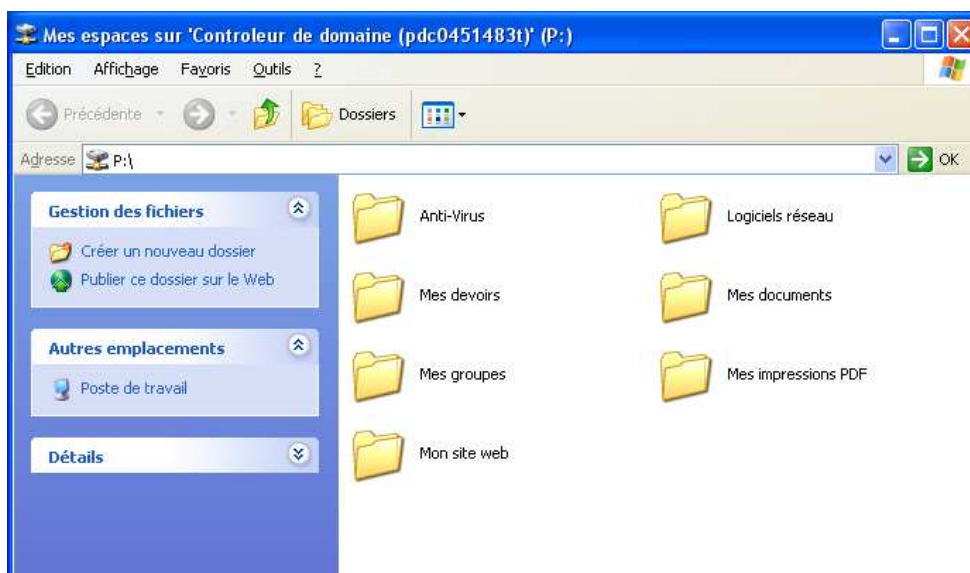 Mes espaces sur 'Controleur de domaine (pdc0451483t)' (P:)
Edition Affichage Favoris Outils ?
Précédente Dossiers
Adresse P:\ OK
Gestion des fichiers
Créer un nouveau dossier
Publier ce dossier sur le Web
Autres emplacements
Poste de travail
Détails
Anti-Virus Logiciels réseau
Mes devoirs Mes documents
Mes groupes Mes impressions PDF
Mon site web